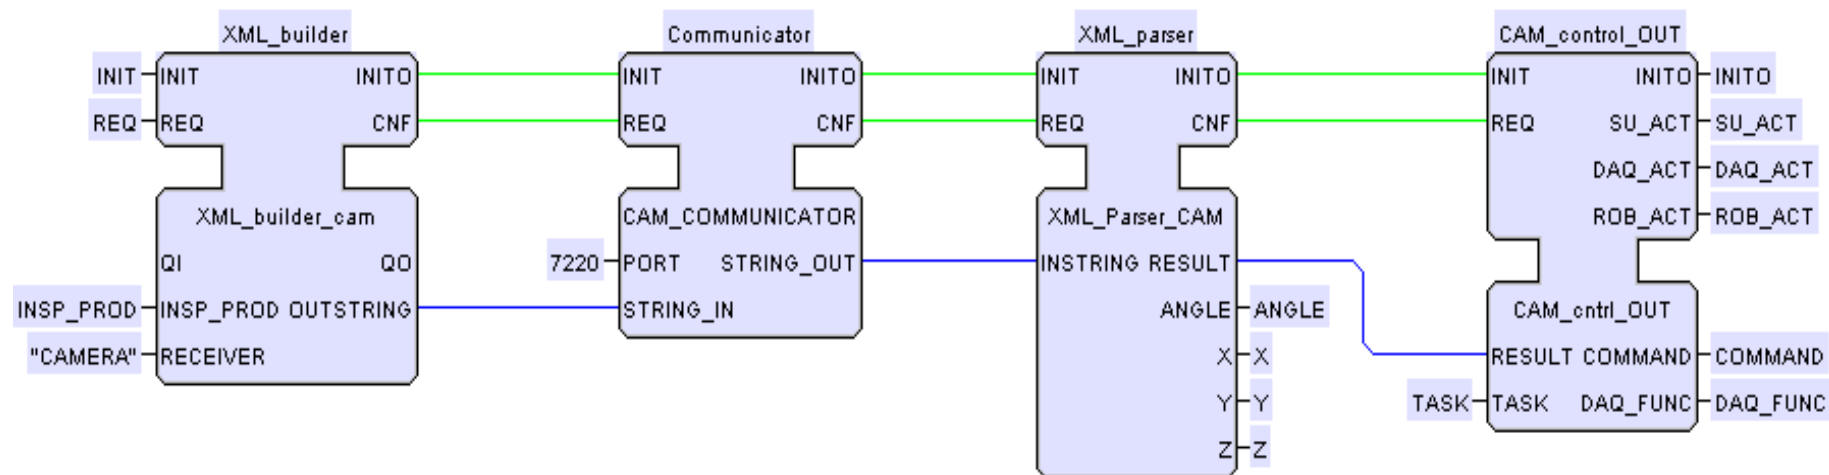 XML_builder Communicator XML_parser CAM_control_OUT
INIT INIT INITO INIT INITO INIT INITO INIT INITO INITO
REQ REQ CNF REQ CNF REQ CNF REQ SU_ACT SU_ACT
DAQ_ACT DAQ_ACT
XML_builder_cam CAM_COMMUNICATOR XML_Parser_CAM ROB_ACT ROB_ACT
QI QO 7220 PORT STRING_OUT INSTRING RESULT
INSP_PROD INSP_PROD OUTSTRING STRING_IN ANGLE ANGLE CAM_cntrl_OUT
"CAMERA" RECEIVER X X RESULT COMMAND COMMAND
Y Y TASK TASK DAQ_FUNC DAQ_FUNC
Z Z